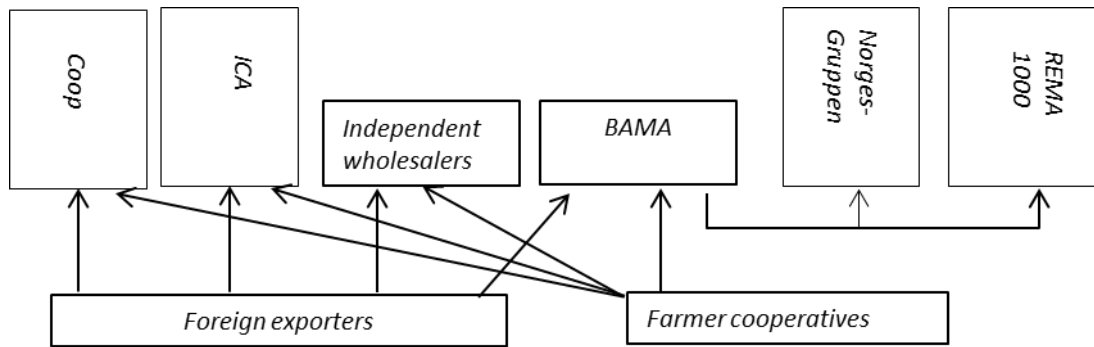 Coop
ICA
Independent
wholesalers
BAMA
Norges-
Gruppen
REMA
1000
Foreign exporters
Farmer cooperatives